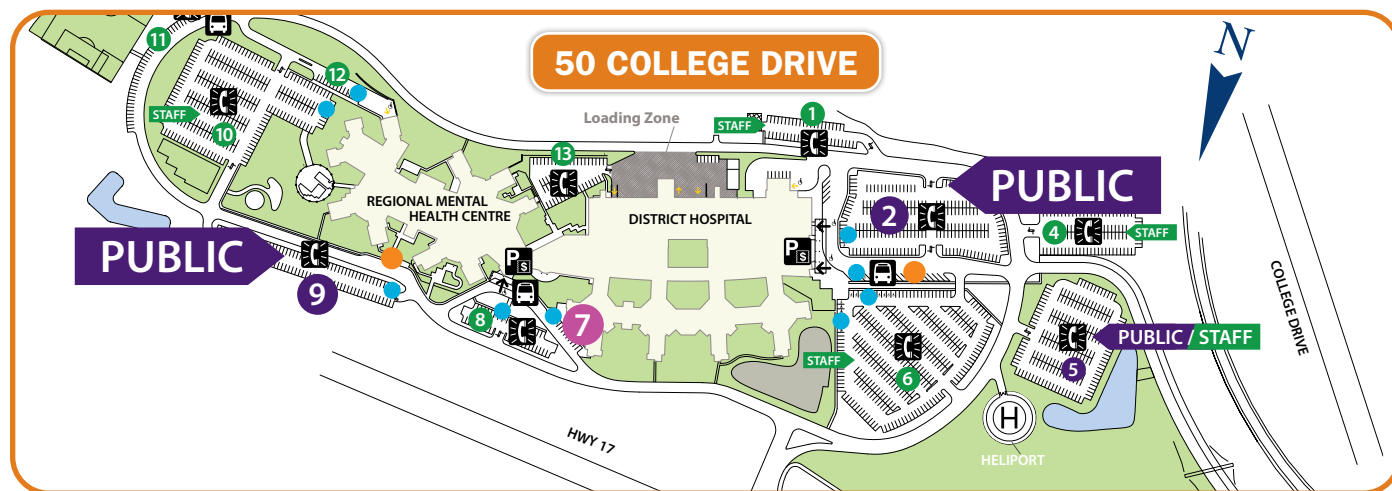 50 COLLEGE DRIVE
N
11
12
STAFF
10
Loading Zone
STAFF
1
13
PUBLIC
REGIONAL MENTAL
HEALTH CENTRE
DISTRICT HOSPITAL
2
4
STAFF
PUBLIC
9
P
$
P
$
COLLEGE DRIVE
8
7
STAFF
6
PUBLIC / STAFF
5
H
HELIPORT
HWY 17